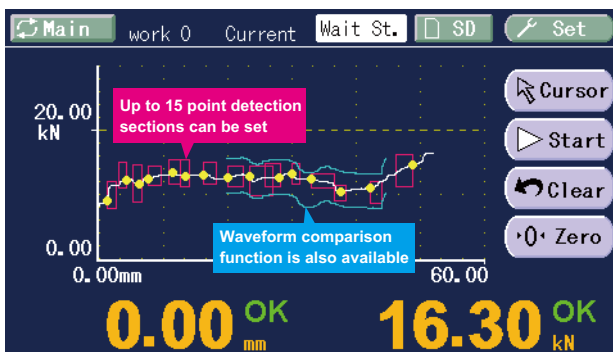 Main work 0 Current Wait St. SD Set
20.00
kN
Up to 15 point detection
sections can be set
Cursor
Start
Clear
Waveform comparison
function is also available
0 Zero
0.00
0.00mm 60.00
0.00 mm OK 16.30 kN OK